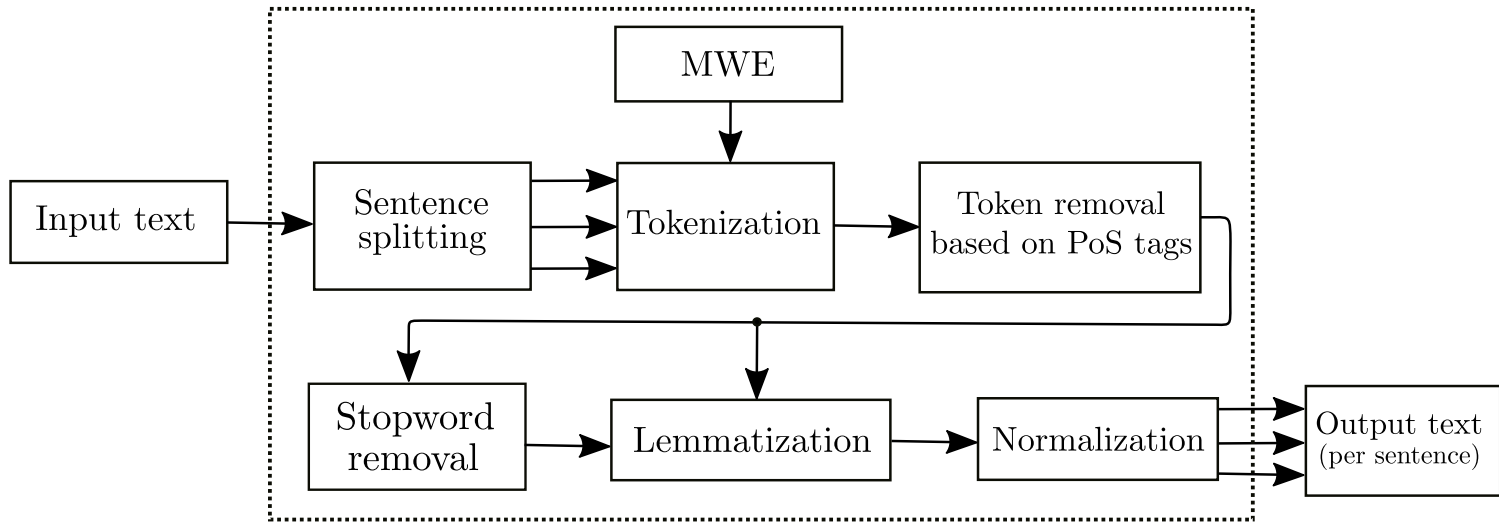 MWE
Input text
Sentence
splitting
Tokenization
Token removal
based on PoS tags
Stopword
removal
Lemmatization
Normalization
Output text
(per sentence)